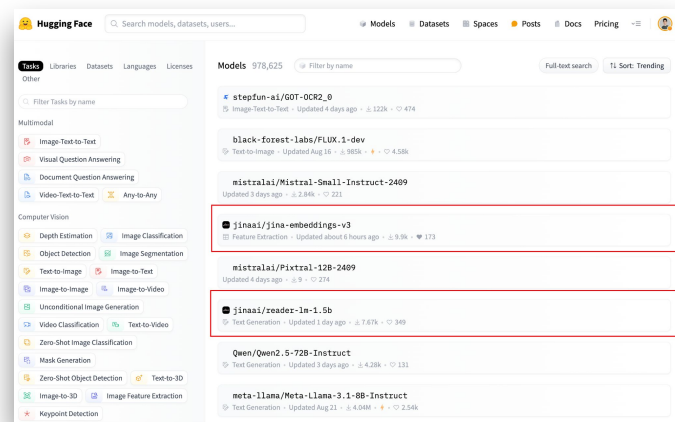 Hugging Face
Search models, datasets, users...
Models
Datasets
Spaces
Posts
Docs
Pricing
Tasks Libraries Datasets Languages Licenses
Other
Filter Tasks by name
Multimodal
Image-Text-to-Text
Visual Question Answering
Document Question Answering
Video-Text-to-Text Any-to-Any
Computer Vision
Depth Estimation Image Classification
Object Detection Image Segmentation
Text-to-Image Image-to-Text
Image-to-Image Image-to-Video
Unconditional Image Generation
Video Classification Text-to-Video
Zero-Shot Image Classification
Mask Generation
Zero-Shot Object Detection Text-to-3D
Image-to-3D Image Feature Extraction
Keypoint Detection
Models 978,625 Filter by name Full-text search Sort: Trending
stepfun-ai/GOT-OCR2_0
Image-Text-to-Text • Updated 4 days ago • 122k • 474
black-forest-labs/FLUX.1-dev
Text-to-Image • Updated Aug 16 • 985k • 4.58k
mistralai/Mistral-Small-Instruct-2409
Updated 3 days ago • 2.84k • 221
jinaai/jina-embeddings-v3
Feature Extraction • Updated about 6 hours ago • 9.9k • 173
mistralai/Pixtral-12B-2409
Updated 4 days ago • 9 • 274
jinaai/reader-lm-1.5b
Text Generation • Updated 1 day ago • 7.67k • 349
Qwen/Qwen2.5-72B-Instruct
Text Generation • Updated 3 days ago • 4.28k • 131
meta-llama/Meta-Llama-3.1-8B-Instruct
Text Generation • Updated Aug 21 • 4.04M • 2.54k